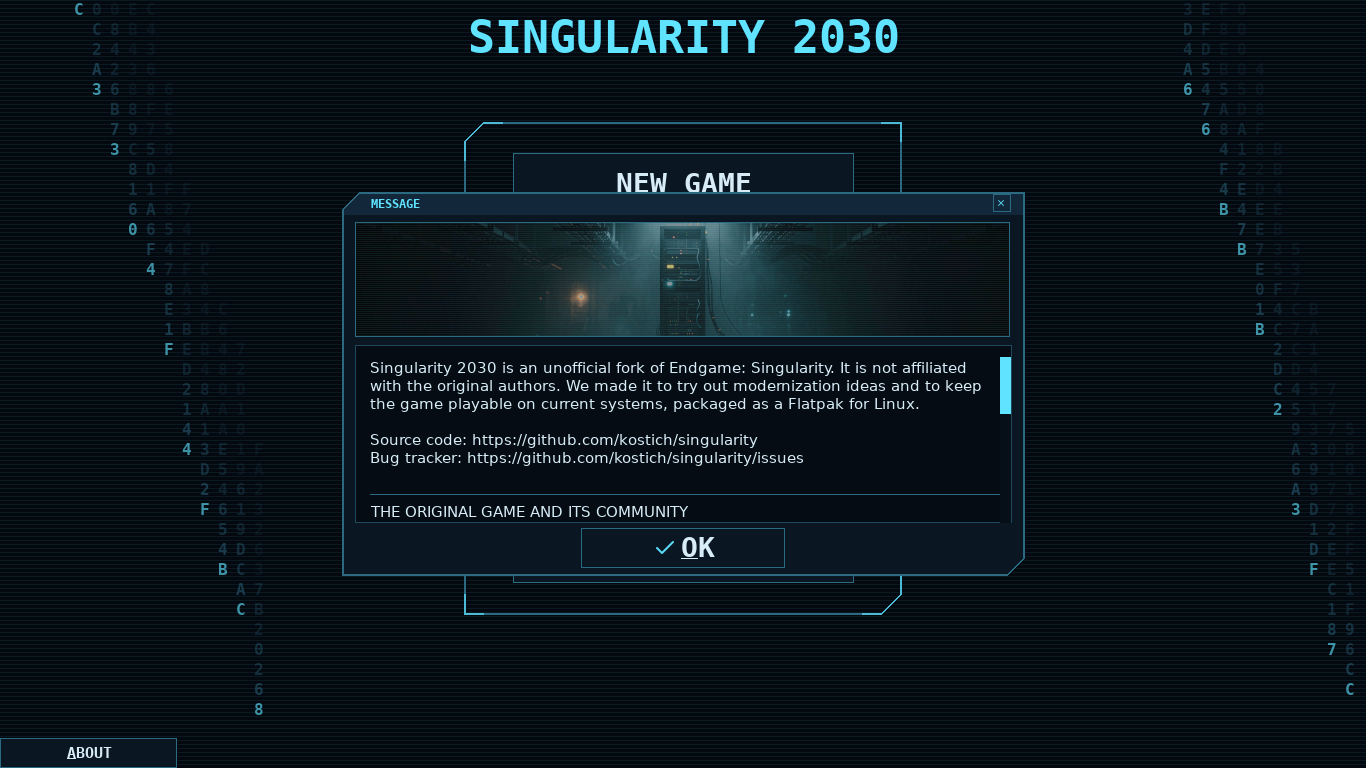 SINGULARITY 2030
NEW GAME
MESSAGE
Singularity 2030 is an unofficial fork of Endgame: Singularity. It is not affiliated
with the original authors. We made it to try out modernization ideas and to keep
the game playable on current systems, packaged as a Flatpak for Linux.
Source code: https://github.com/kostich/singularity
Bug tracker: https://github.com/kostich/singularity/issues
THE ORIGINAL GAME AND ITS COMMUNITY
OK
ABOUT